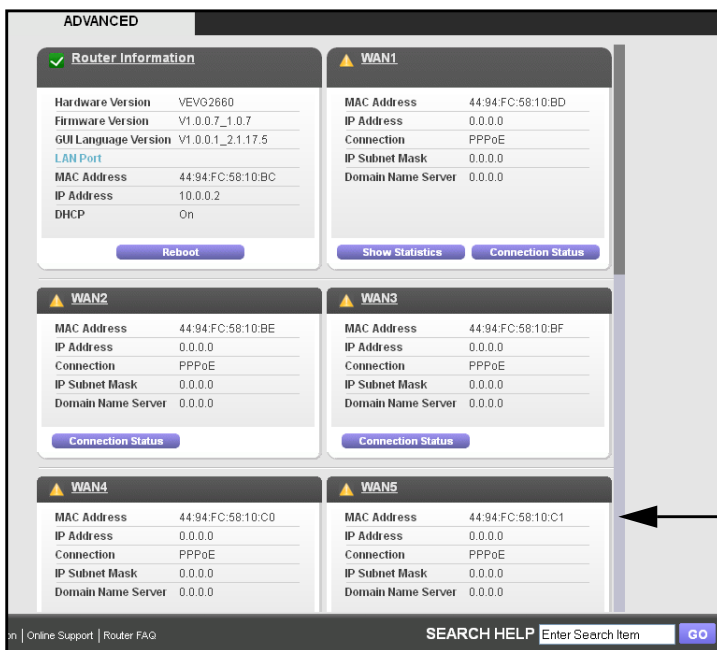 ADVANCED
Router Information
Hardware Version VEVG2660
Firmware Version V1.0.0.7_1.0.7
GUI Language Version V1.0.0.1_2.1.17.5
LAN Port
MAC Address 44:94:FC:58:10:BC
IP Address 10.0.0.2
DHCP On
Reboot
WAN1
MAC Address 44:94:FC:58:10:BD
IP Address 0.0.0.0
Connection PPPoE
IP Subnet Mask 0.0.0.0
Domain Name Server 0.0.0.0
Show Statistics
Connection Status
WAN2
MAC Address 44:94:FC:58:10:BE
IP Address 0.0.0.0
Connection PPPoE
IP Subnet Mask 0.0.0.0
Domain Name Server 0.0.0.0
Connection Status
WAN3
MAC Address 44:94:FC:58:10:BF
IP Address 0.0.0.0
Connection PPPoE
IP Subnet Mask 0.0.0.0
Domain Name Server 0.0.0.0
Connection Status
WAN4
MAC Address 44:94:FC:58:10:C0
IP Address 0.0.0.0
Connection PPPoE
IP Subnet Mask 0.0.0.0
Domain Name Server 0.0.0.0
WAN5
MAC Address 44:94:FC:58:10:C1
IP Address 0.0.0.0
Connection PPPoE
IP Subnet Mask 0.0.0.0
Domain Name Server 0.0.0.0
on | Online Support | Router FAQ
SEARCH HELP Enter Search Item GO